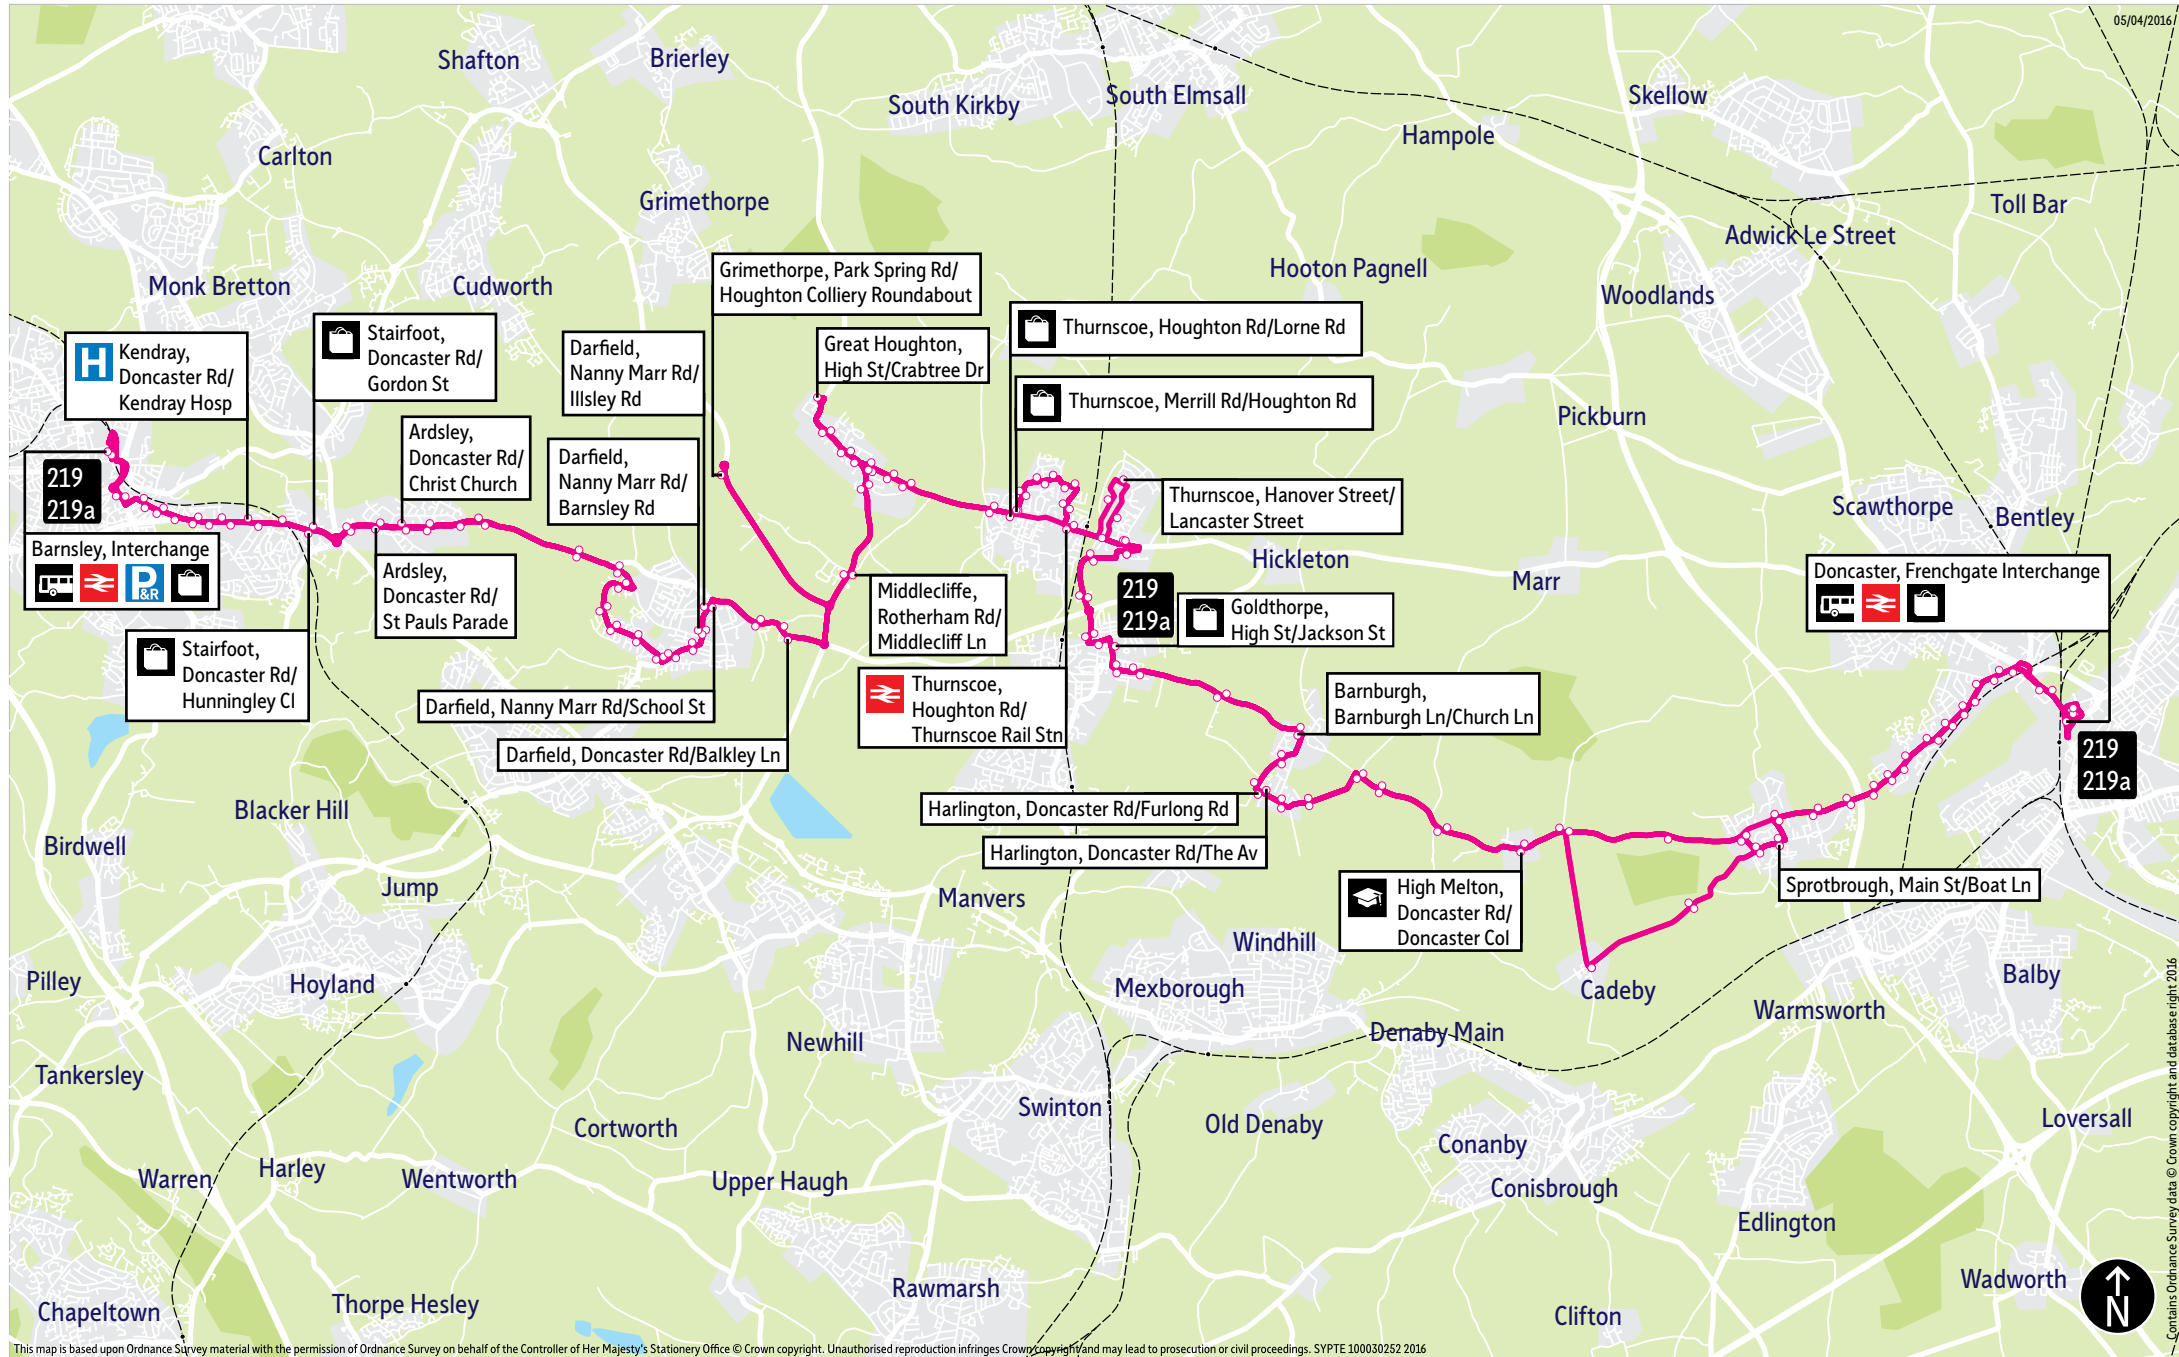 05/04/2016
Shafton
Brierley
South Kirkby
South Elmsall
Skellow
Hampole
Carlton
Grimethorpe
Toll Bar
Adwick Le Street
Monk Bretton
Cudworth
Hooton Pagnell
Woodlands
Grimethorpe, Park Spring Rd/
Houghton Colliery Roundabout
Thurnscoe, Houghton Rd/Lorne Rd
Kendray,
Doncaster Rd/
Kendray Hosp
H
Stairfoot,
Doncaster Rd/
Gordon St
Darfield,
Nanny Marr Rd/
Illsley Rd
Great Houghton,
High St/Crabtree Dr
Thurnscoe, Merrill Rd/Houghton Rd
Pickburn
Ardsley,
Doncaster Rd/
Christ Church
Darfield,
Nanny Marr Rd/
Barnsley Rd
219
219a
Thurnscoe, Hanover Street/
Lancaster Street
Scawthorpe
Bentley
Barnsley, Interchange
P
&R
Ardsley,
Doncaster Rd/
St Pauls Parade
Middlecliffe,
Rotherham Rd/
Middlecliff Ln
Hickleton
Marr
219
219a
Goldthorpe,
High St/Jackson St
Doncaster, Frenchgate Interchange
Stairfoot,
Doncaster Rd/
Hunningley Cl
Darfield, Nanny Marr Rd/School St
Thurnscoe,
Houghton Rd/
Thurnscoe Rail Stn
Barnburgh,
Barnburgh Ln/Church Ln
Darfield, Doncaster Rd/Balkley Ln
219
219a
Blacker Hill
Harlington, Doncaster Rd/Furlong Rd
Birdwell
Harlington, Doncaster Rd/The Av
Jump
Manvers
High Melton,
Doncaster Rd/
Doncaster Col
Sprotbrough, Main St/Boat Ln
Windhill
Pilley
Hoyland
Mexborough
Cadeby
Balby
Warmsworth
Newhill
Denaby Main
Tankersley
Swinton
Old Denaby
Loversall
Cortworth
Conanby
Warren
Harley
Wentworth
Upper Haugh
Conisbrough
Edlington
Rawmarsh
Wadworth
Chapeltown
Thorpe Hesley
Clifton
N
Contains Ordnance Survey data © Crown copyright and database right 2016
This map is based upon Ordnance Survey material with the permission of Ordnance Survey on behalf of the Controller of Her Majesty's Stationery Office © Crown copyright. Unauthorised reproduction infringes Crown copyright and may lead to prosecution or civil proceedings. SYPTE 100030252 2016